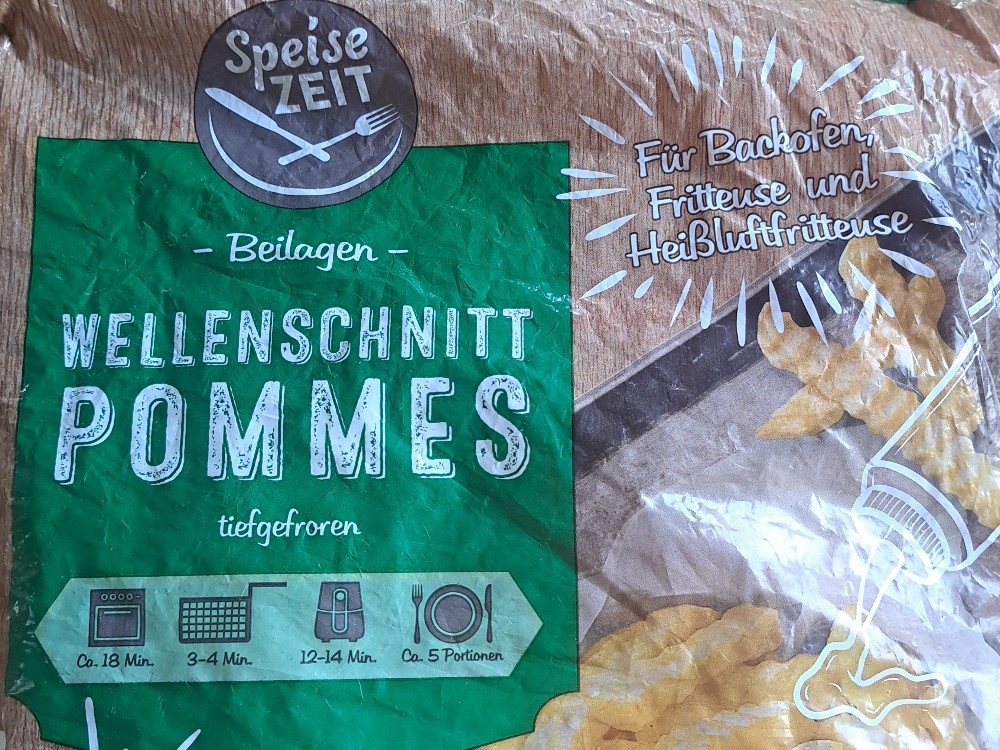 Speise
ZEIT
Für Backofen,
Fritteuse und
Heißluftfritteuse
– Beilagen –
WELLENSCHNITT
POMMES
tiefgefroren
Ca. 18 Min.
3-4 Min.
12-14 Min.
Ca. 5 Portionen